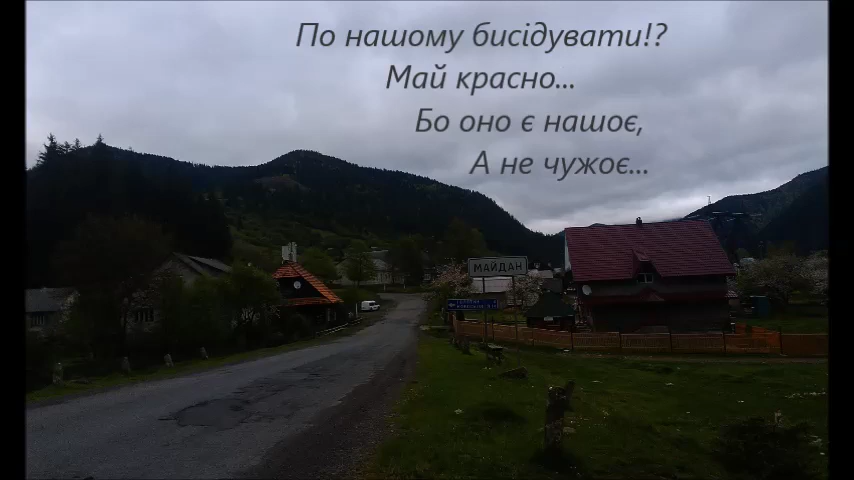 По нашому бисідувати!?
Май красно...
Бо оно є нашоє,
А не чужоє...
МАЙДАН